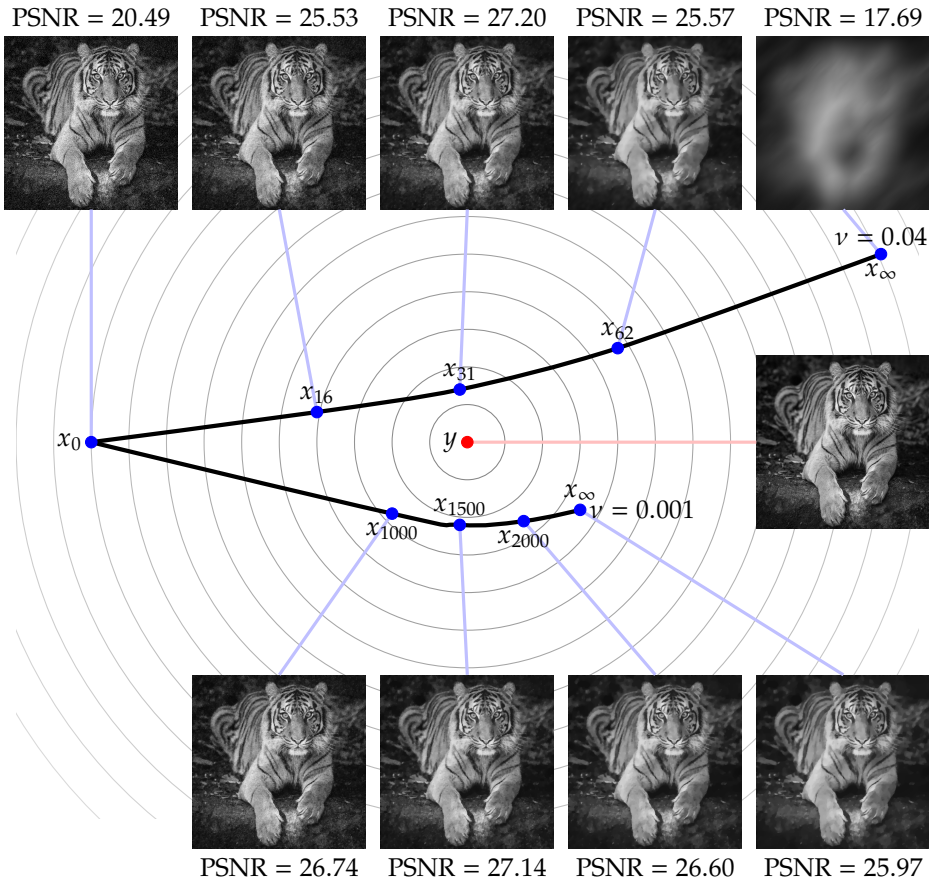 PSNR = 20.49
PSNR = 25.53
PSNR = 27.20
PSNR = 25.57
PSNR = 17.69
ν = 0.04
x∞
x₆₂
x₃₁
x₁₆
x₀
y
x∞
ν = 0.001
x₁₅₀₀
x₁₀₀₀
x₂₀₀₀
PSNR = 26.74
PSNR = 27.14
PSNR = 26.60
PSNR = 25.97